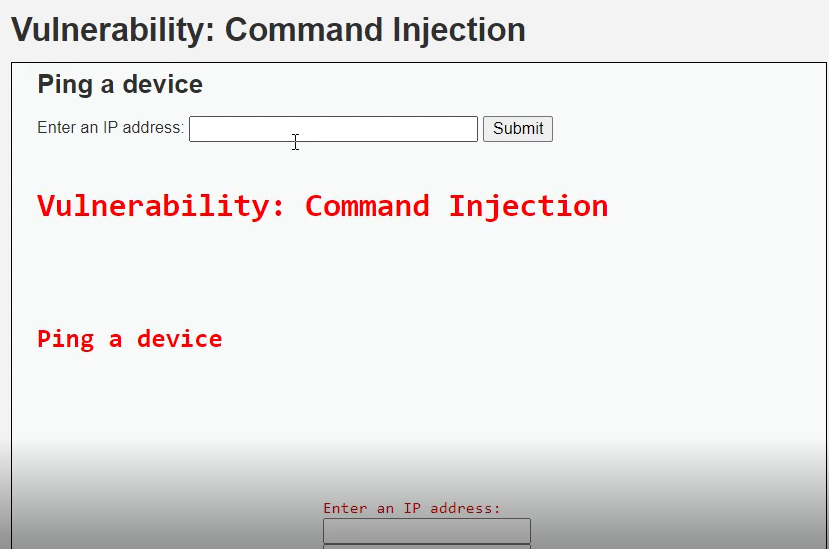 Vulnerability: Command Injection
Ping a device
Enter an IP address: Submit
Vulnerability: Command Injection
Ping a device
Enter an IP address: